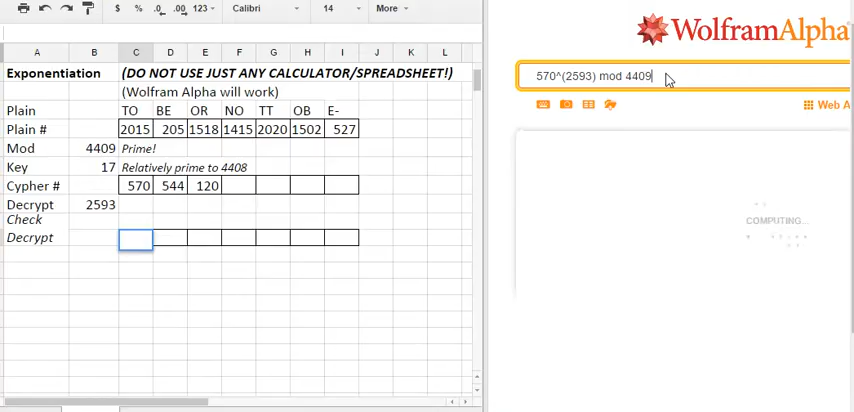 $ % .0 .00 123 Calibri 14 More
A B C D E F G H I J K L
Exponentiation (DO NOT USE JUST ANY CALCULATOR/SPREADSHEET!)
(Wolfram Alpha will work)
Plain TO BE OR NO TT OB E-
Plain # 2015 205 1518 1415 2020 1502 527
Mod 4409 Prime!
Key 17 Relatively prime to 4408
Cypher # 570 544 120
Decrypt 2593
Check
Decrypt
WolframAlpha
570^(2593) mod 4409
Web A
COMPUTING...